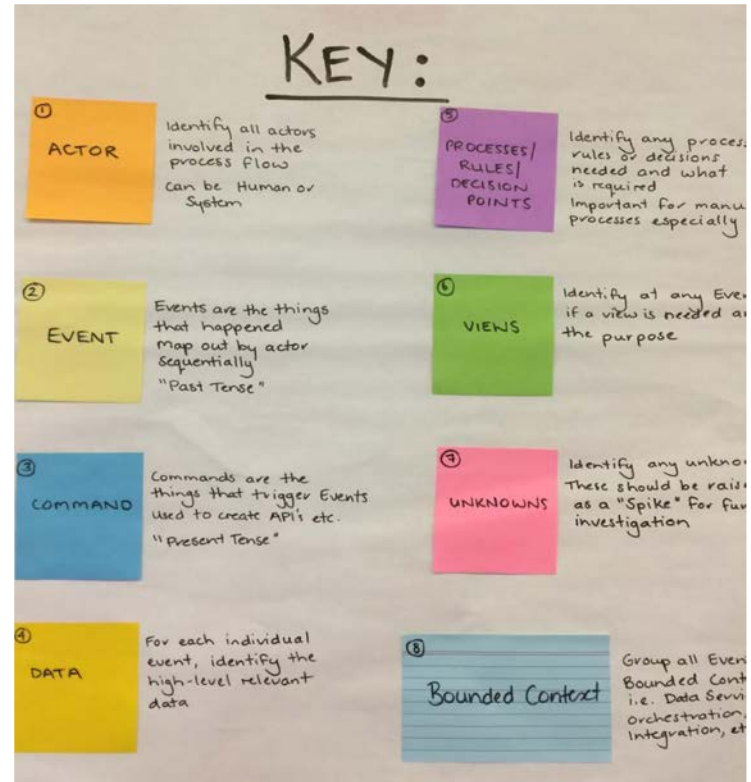 KEY:
①
ACTOR
Identify all actors
involved in the
process flow
can be Human or
System
②
EVENT
Events are the things
that happened
Map out by actor
sequentially
"Past Tense"
③
COMMAND
Commands are the
things that trigger Events
used to create API's etc.
"Present Tense"
④
DATA
For each individual
event, identify the
high-level relevant
data
⑤
PROCESSES/
RULES/
DECISION
POINTS
Identify any
rules or decisions
needed and what
is required
Important for
processes especially
⑥
VIEWS
Identify at any
if a view is needed
the purpose
⑦
UNKNOWNS
Identify any
These should be
as a "Spike" for
investigation
⑧
Bounded Context
Group all
Bounded
i.e. Data
Orchestration,
Integration,